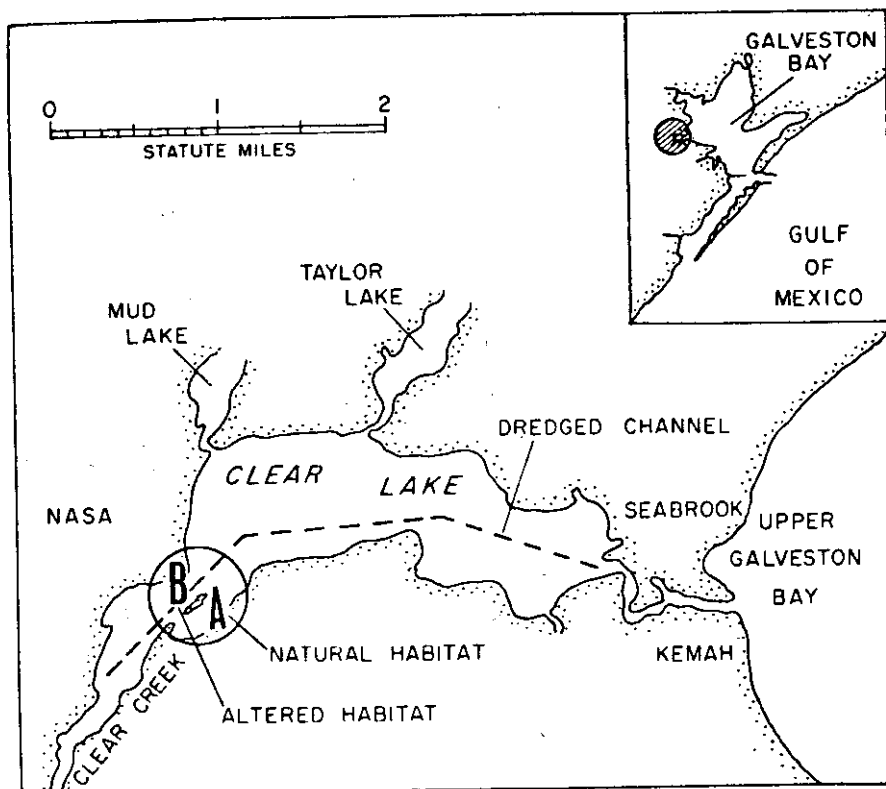 GALVESTON
BAY
GULF
OF
MEXICO
0 1 2
STATUTE MILES
TAYLOR
LAKE
MUD
LAKE
DREDGED CHANNEL
CLEAR
LAKE
NASA
SEABROOK
UPPER
GALVESTON
BAY
B
A
NATURAL HABITAT
KEMAH
ALTERED HABITAT
CLEAR CREEK